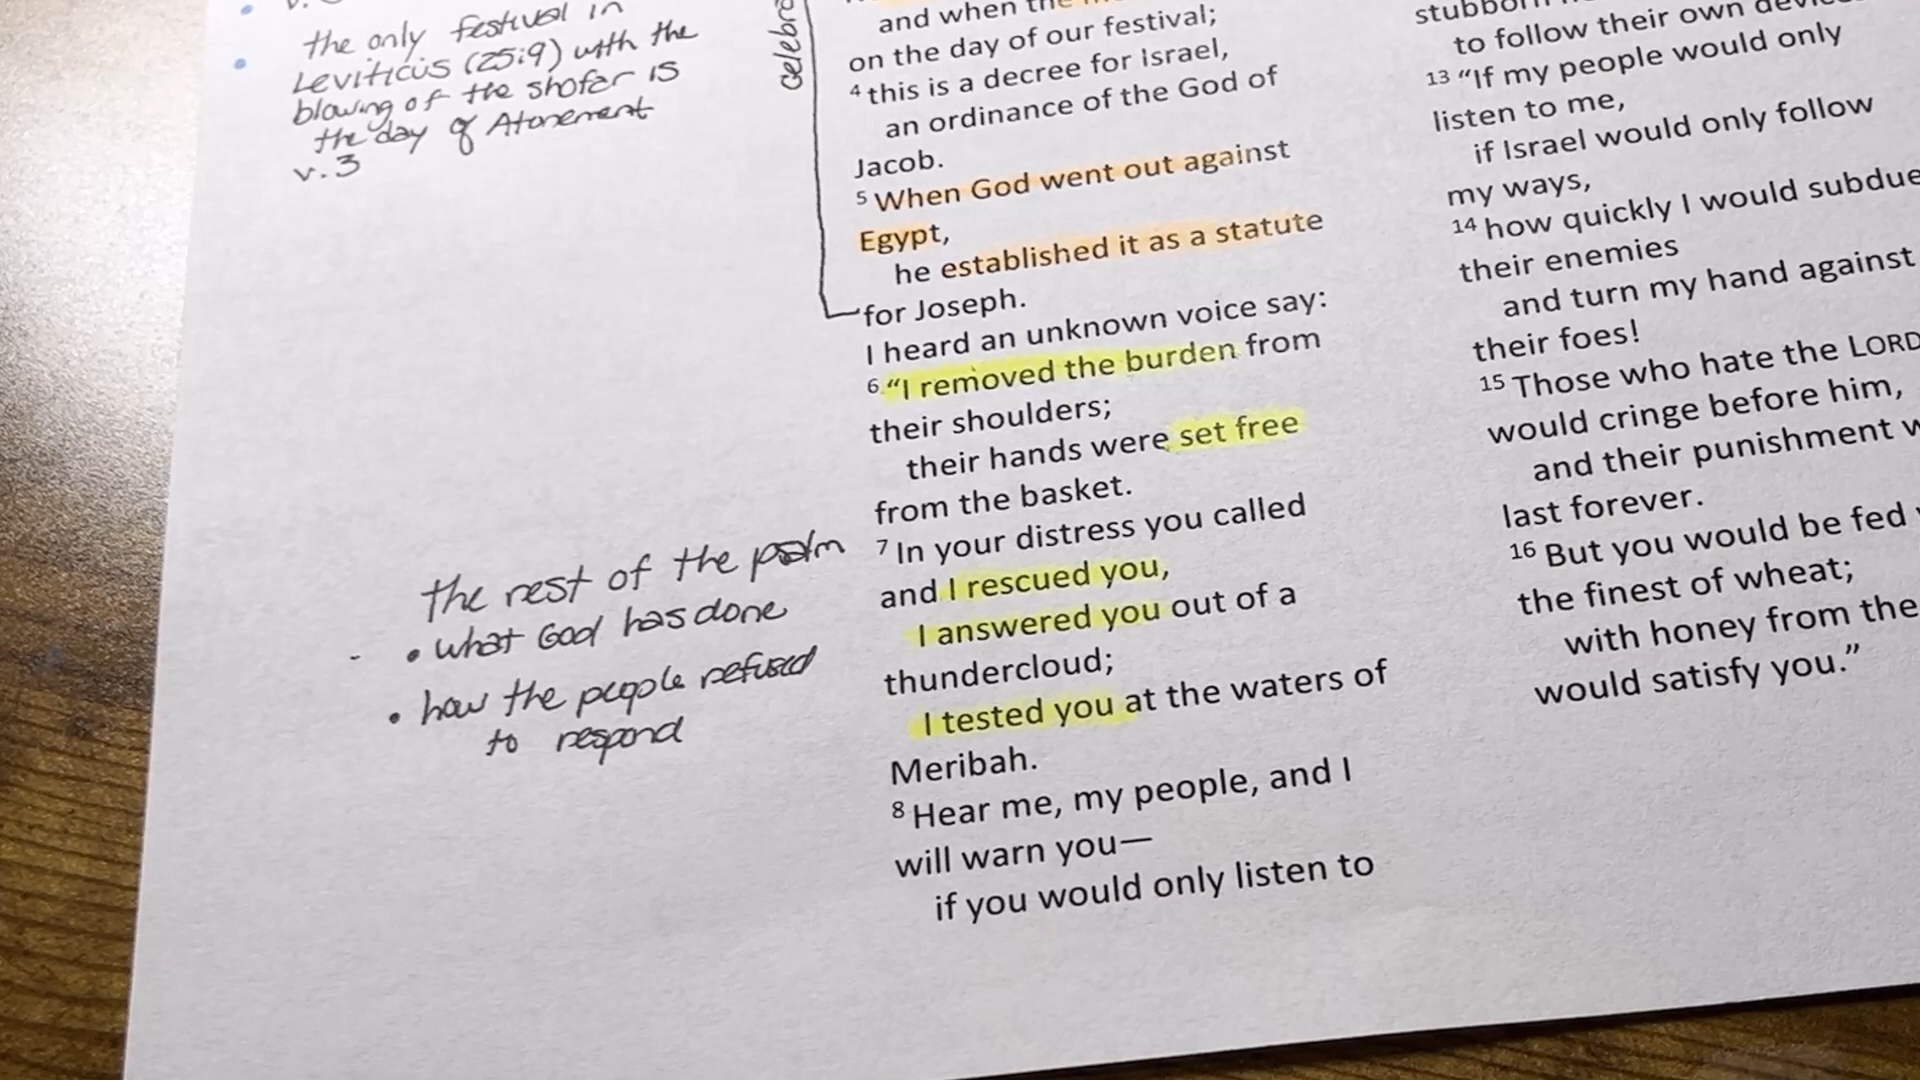 the only festival in
Leviticus (25:9) with the
blowing of the shofar is
the day of Atonement
v.3
the rest of the psalm
• what God has done
• how the people refused
to respond
and when the
on the day of our festival;
4 this is a decree for Israel,
an ordinance of the God of
Jacob.
5 When God went out against
Egypt,
he established it as a statute
for Joseph.
I heard an unknown voice say:
6 “I removed the burden from
their shoulders;
their hands were set free
from the basket.
7 In your distress you called
and I rescued you,
I answered you out of a
thundercloud;
I tested you at the waters of
Meribah.
8 Hear me, my people, and I
will warn you—
if you would only listen to
to follow their own
13 “If my people would only
listen to me,
if Israel would only follow
my ways,
14 how quickly I would subdue
their enemies
and turn my hand against
their foes!
15 Those who hate the LORD
would cringe before him,
and their punishment
last forever.
16 But you would be fed
the finest of wheat;
with honey from the
would satisfy you.”